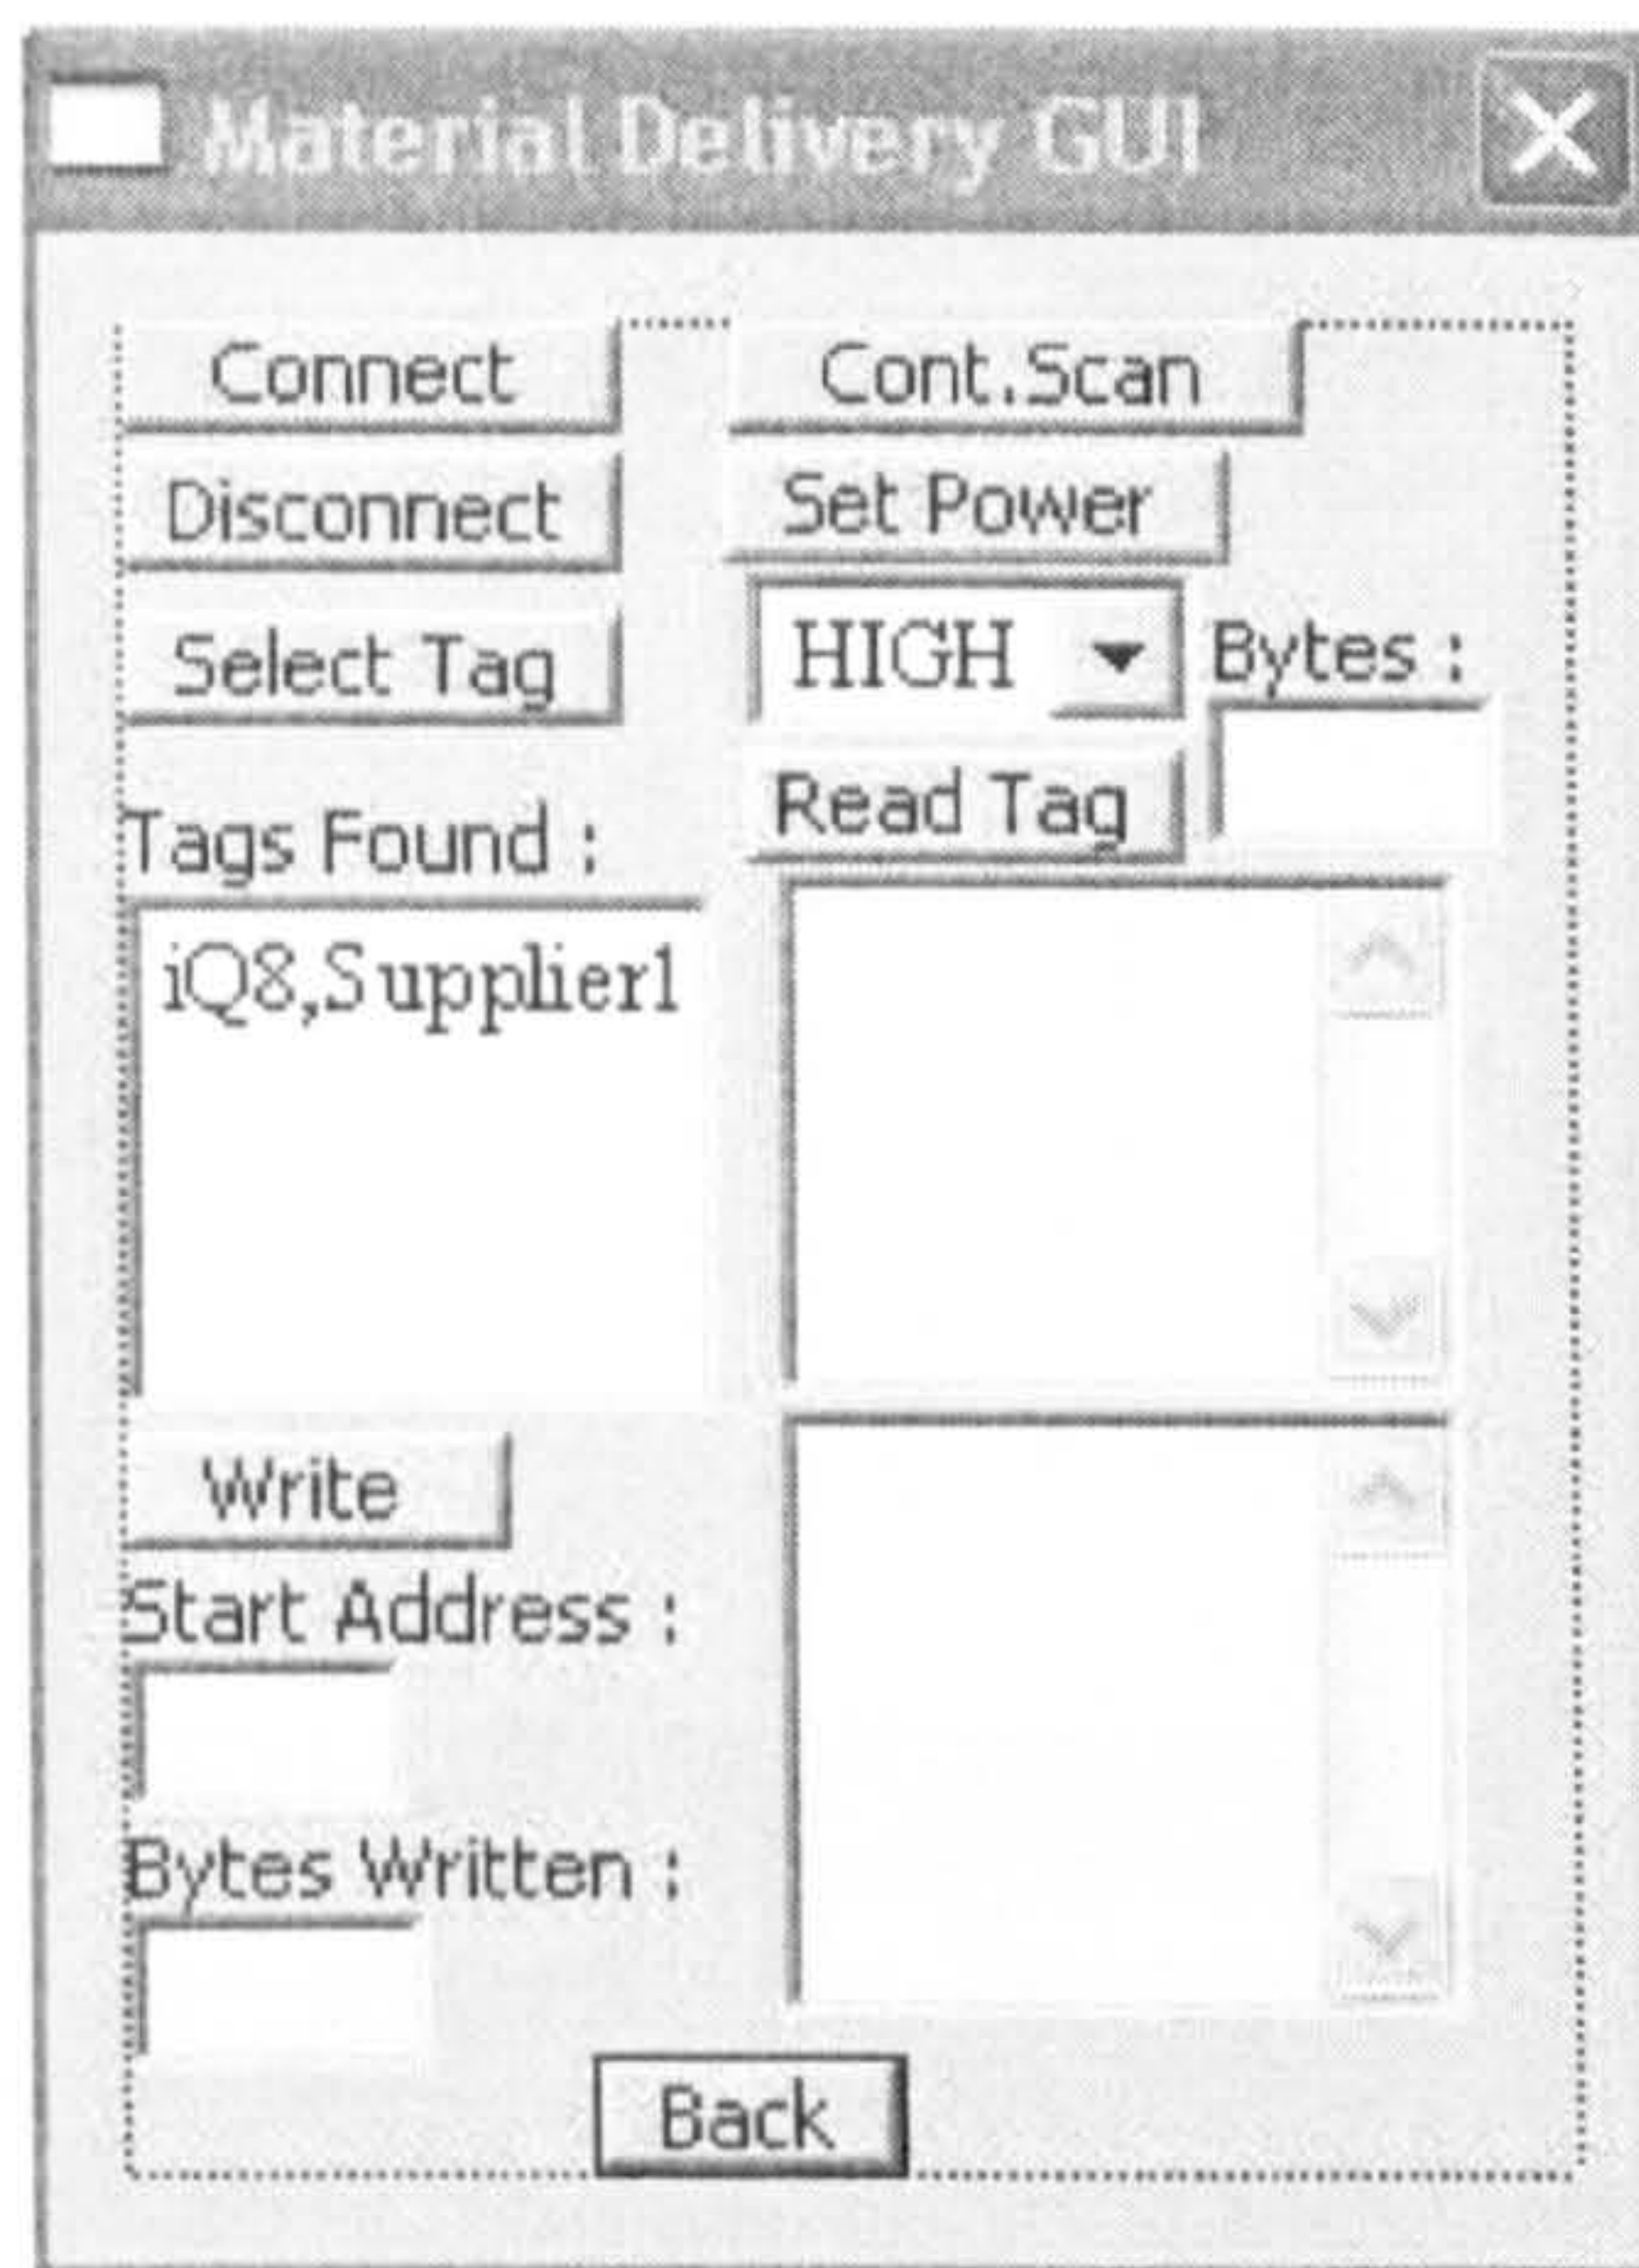 Material Delivery GUI
Connect
Cont.Scan
Disconnect
Set Power
Select Tag
HIGH
Bytes :
Read Tag
Tags Found :
iQ8,Supplier1
Write
Start Address :
Bytes Written :
Back